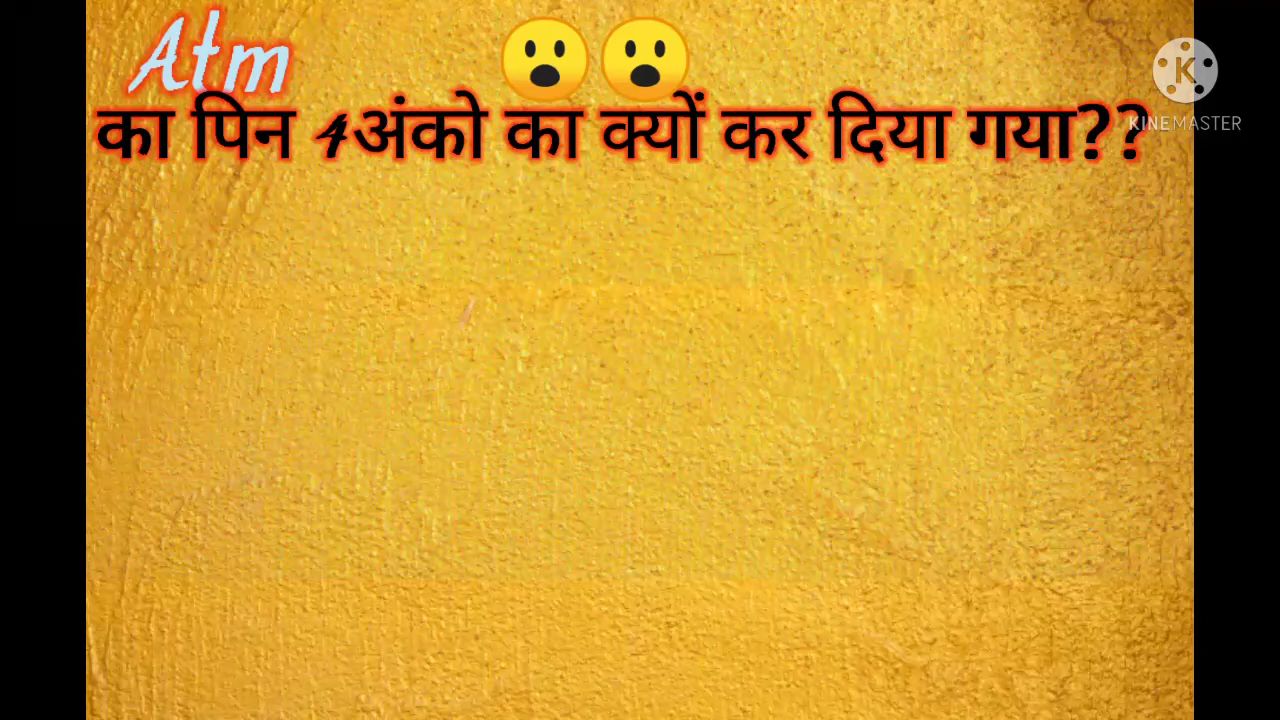 Atm
का पिन 4अंको का क्यों कर दिया गया??
K
KINEMASTER